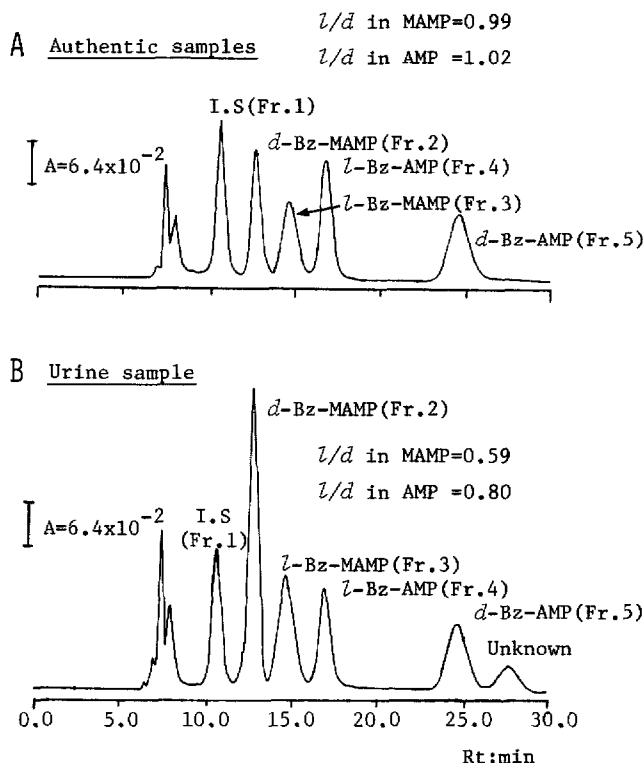 A Authentic samples
l/d in MAMP=0.99
l/d in AMP =1.02
I.S(Fr.1)
A=6.4x10-2
d-Bz-MAMP(Fr.2)
l-Bz-AMP(Fr.4)
l-Bz-MAMP(Fr.3)
d-Bz-AMP(Fr.5)
B Urine sample
d-Bz-MAMP(Fr.2)
l/d in MAMP=0.59
l/d in AMP =0.80
A=6.4x10-2
I.S
(Fr.1)
l-Bz-MAMP(Fr.3)
l-Bz-AMP(Fr.4)
d-Bz-AMP(Fr.5)
Unknown
0.0 5.0 10.0 15.0 20.0 25.0 30.0
Rt:min